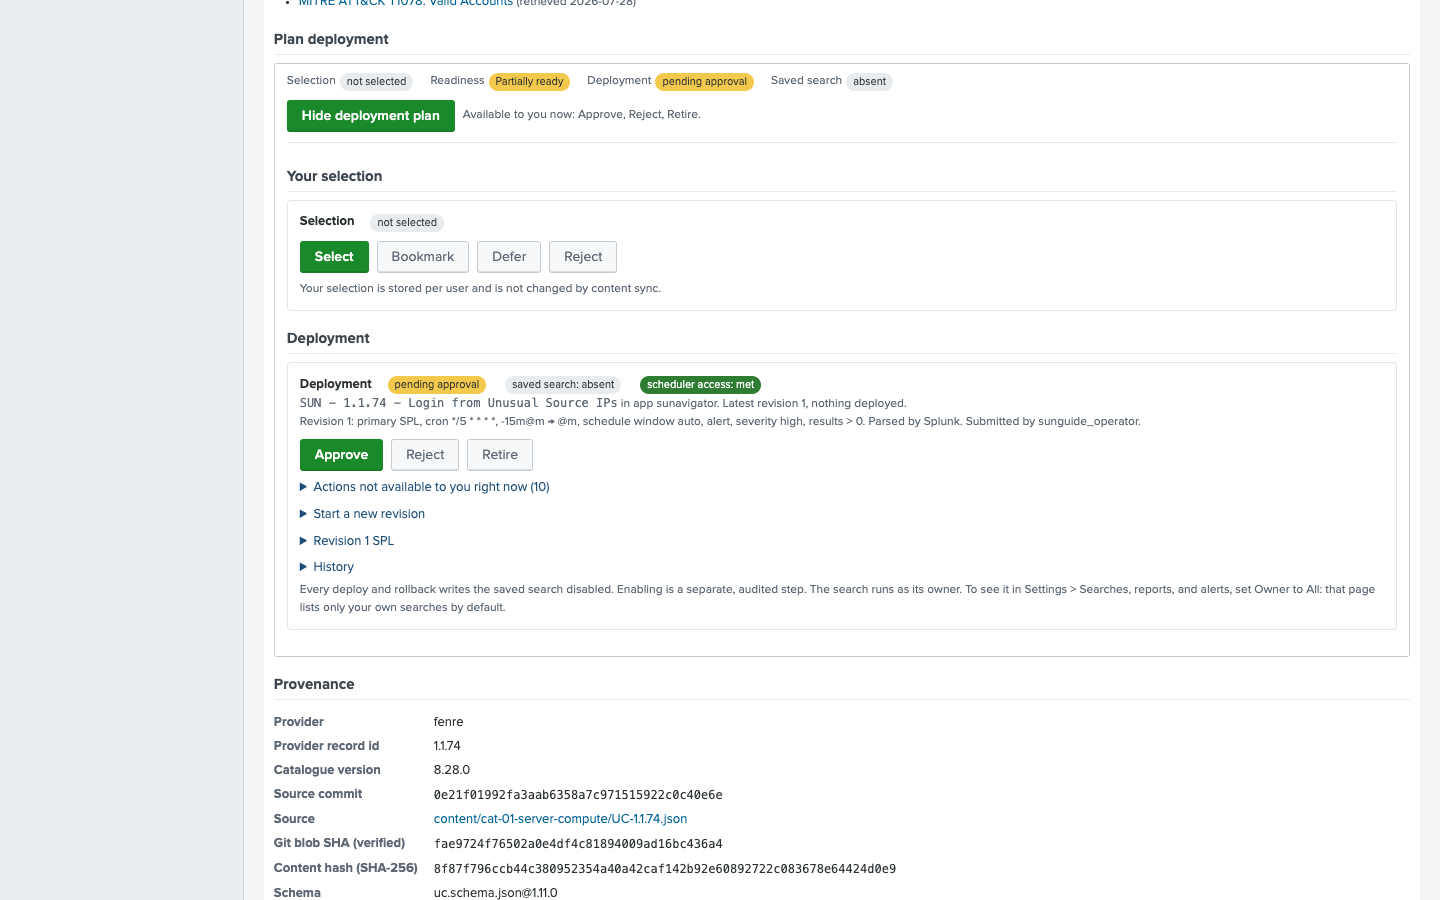 MITRE ATT&CK T1078: Valid Accounts (retrieved 2026-07-28)
Plan deployment
Selection not selected Readiness Partially ready Deployment pending approval Saved search absent
Hide deployment plan Available to you now: Approve, Reject, Retire.
Your selection
Selection not selected
Select Bookmark Defer Reject
Your selection is stored per user and is not changed by content sync.
Deployment
Deployment pending approval saved search: absent scheduler access: met
SUN - 1.1.74 - Login from Unusual Source IPs in app sunavigator. Latest revision 1, nothing deployed.
Revision 1: primary SPL, cron */5 * * * *, -15m@m → @m, schedule window auto, alert, severity high, results > 0. Parsed by Splunk. Submitted by sunguide_operator.
Approve Reject Retire
▶ Actions not available to you right now (10)
▶ Start a new revision
▶ Revision 1 SPL
▶ History
Every deploy and rollback writes the saved search disabled. Enabling is a separate, audited step. The search runs as its owner. To see it in Settings > Searches, reports, and alerts, set Owner to All: that page
lists only your own searches by default.
Provenance
Provider fenre
Provider record id 1.1.74
Catalogue version 8.28.0
Source commit 0e21f01992fa3aab6358a7c971515922c0c40e6e
Source content/cat-01-server-compute/UC-1.1.74.json
Git blob SHA (verified) fae9724f76502a0e4df4c81894009ad16bc436a4
Content hash (SHA-256) 8f87f796ccb44c380952354a40a42caf142b92e60892722c083678e64424d0e9
Schema uc.schema.json@1.11.0